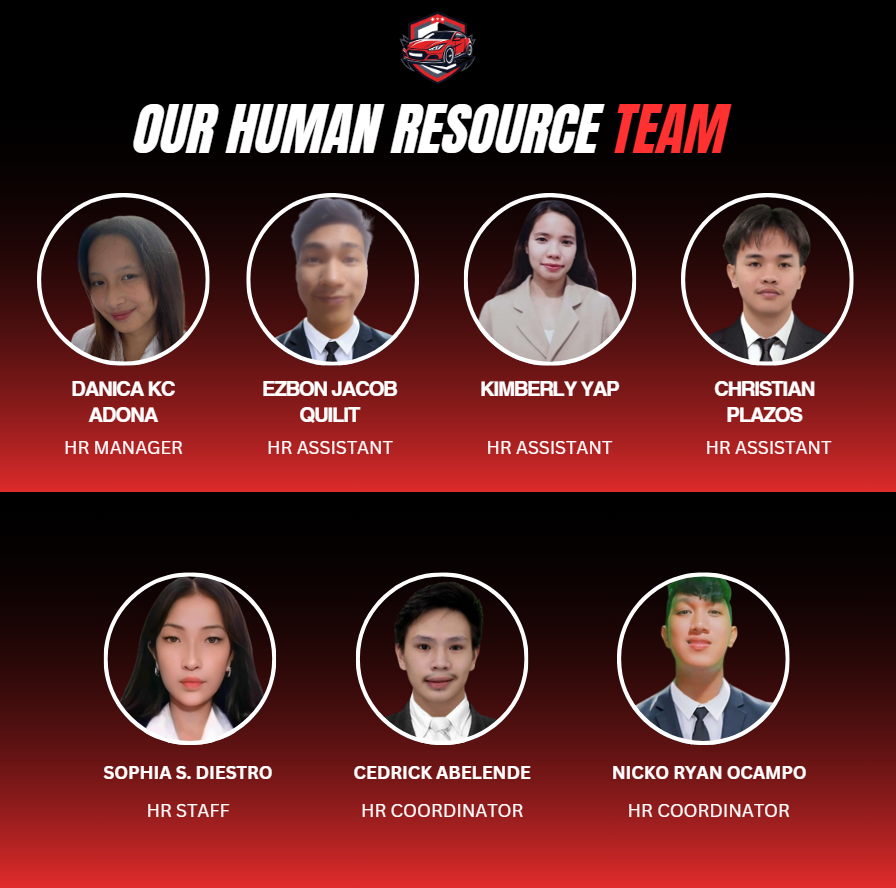 OUR HUMAN RESOURCE TEAM
DANICA KC
ADONA
HR MANAGER
EZBON JACOB
QUILIT
HR ASSISTANT
KIMBERLY YAP
HR ASSISTANT
CHRISTIAN
PLAZOS
HR ASSISTANT
SOPHIA S. DIESTRO
HR STAFF
CEDRICK ABELENDE
HR COORDINATOR
NICKO RYAN OCAMPO
HR COORDINATOR